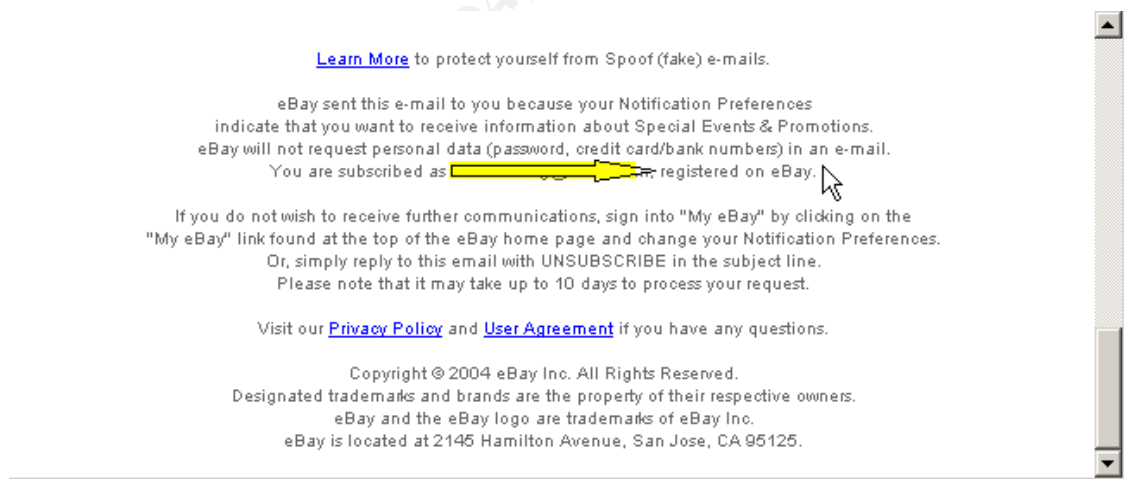 Learn More to protect yourself from Spoof (fake) e-mails.
eBay sent this e-mail to you because your Notification Preferences
indicate that you want to receive information about Special Events & Promotions.
eBay will not request personal data (password, credit card/bank numbers) in an e-mail.
You are subscribed as registered on eBay.
If you do not wish to receive further communications, sign into "My eBay" by clicking on the
"My eBay" link found at the top of the eBay home page and change your Notification Preferences.
Or, simply reply to this email with UNSUBSCRIBE in the subject line.
Please note that it may take up to 10 days to process your request.
Visit our Privacy Policy and User Agreement if you have any questions.
Copyright © 2004 eBay Inc. All Rights Reserved.
Designated trademarks and brands are the property of their respective owners.
eBay and the eBay logo are trademarks of eBay Inc.
eBay is located at 2145 Hamilton Avenue, San Jose, CA 95125.